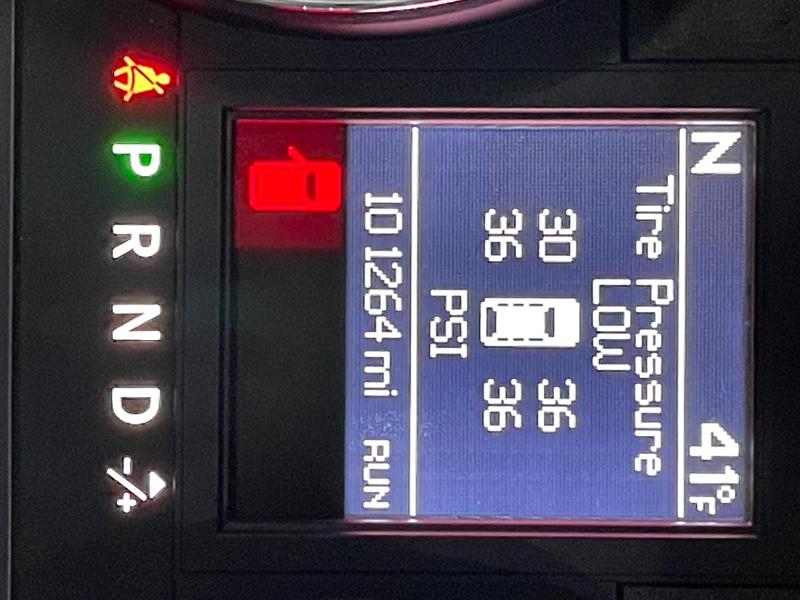 N 41°F
Tire Pressure
LOW
30 36
36 36
PSI
101264 mi RUN
P R N D -/+